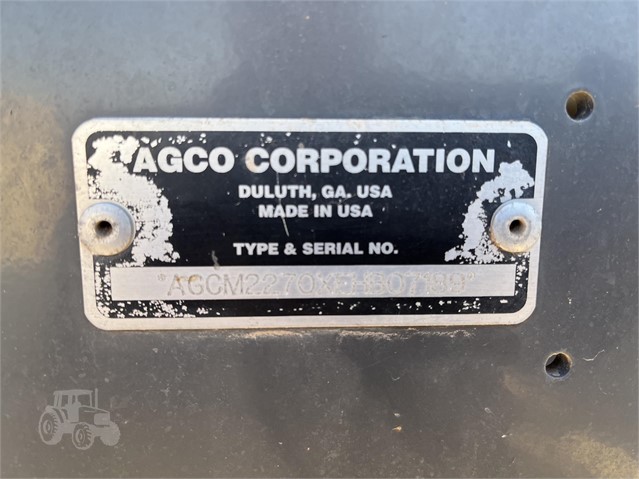 AGCO CORPORATION
DULUTH, GA. USA
MADE IN USA
TYPE & SERIAL NO.